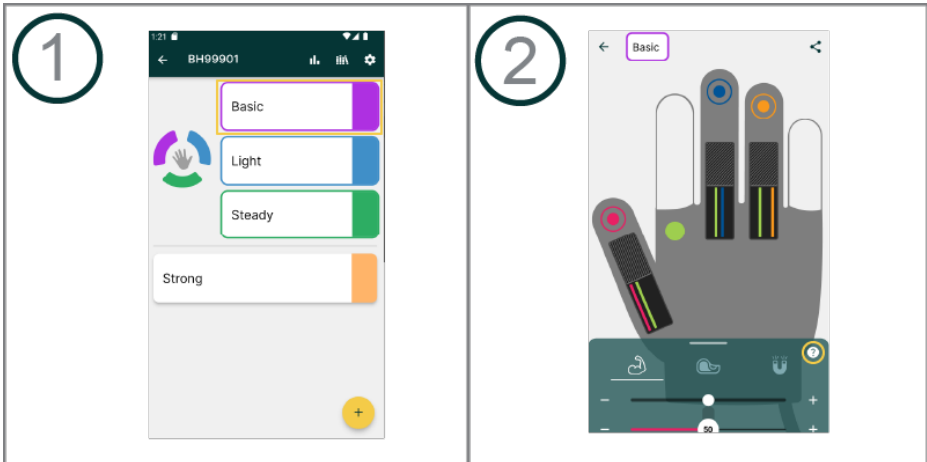 1
1:21
BH99901
Basic
Light
Steady
Strong
+
2
Basic
?
- +
- 50 +